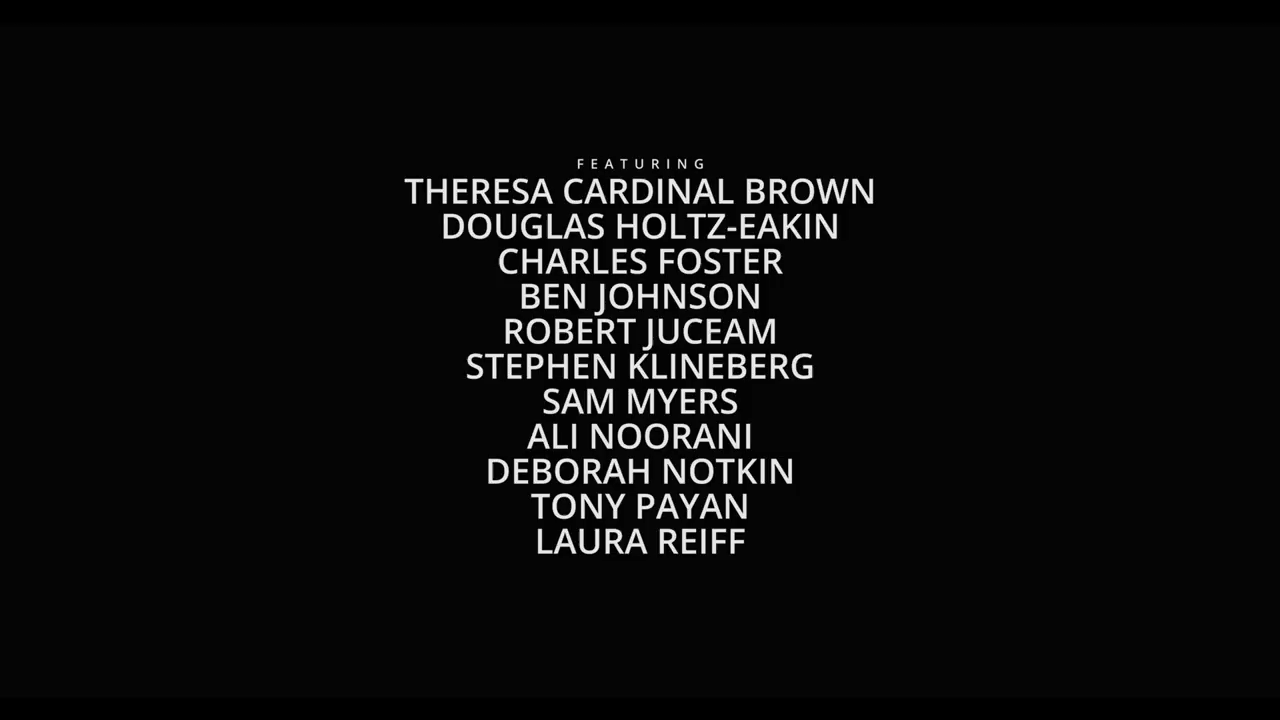 FEATURING
THERESA CARDINAL BROWN
DOUGLAS HOLTZ-EAKIN
CHARLES FOSTER
BEN JOHNSON
ROBERT JUCEAM
STEPHEN KLINEBERG
SAM MYERS
ALI NOORANI
DEBORAH NOTKIN
TONY PAYAN
LAURA REIFF